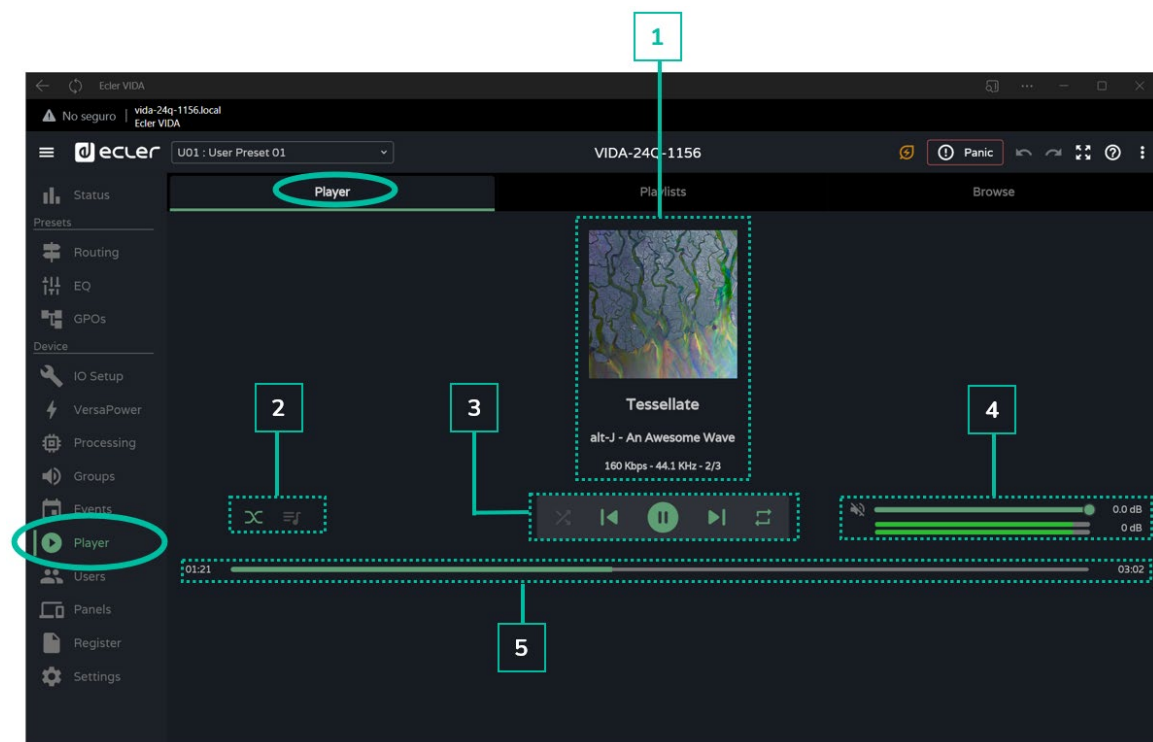 1
Ecler VIDA
No seguro
vida-24q-1156.local
Ecler VIDA
ecler
U01 : User Preset 01
VIDA-24Q-1156
Panic
Status
Player
Playlists
Browse
Presets
Routing
EQ
GPOs
Device
IO Setup
VersaPower
Processing
Groups
Events
Player
Users
Panels
Register
Settings
2
3
4
Tessellate
alt-J - An Awesome Wave
160 Kbps - 44.1 KHz - 2/3
0.0 dB
0 dB
01:21
03:02
5